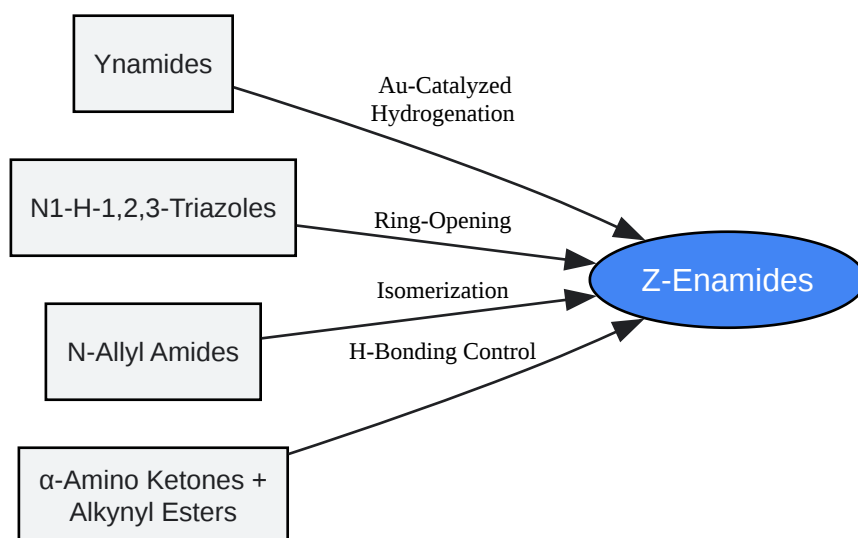 Ynamides
Au-Catalyzed
Hydrogenation
N1-H-1,2,3-Triazoles
Ring-Opening
Z-Enamides
Isomerization
N-Allyl Amides
H-Bonding Control
α-Amino Ketones +
Alkynyl Esters